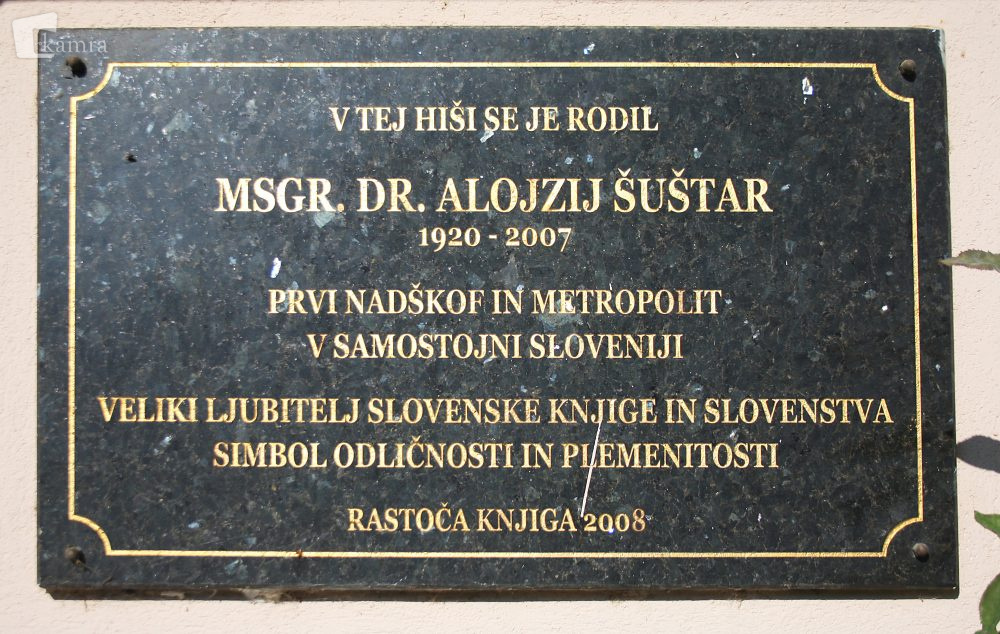 kamra
V TEJ HIŠI SE JE RODIL
MSGR. DR. ALOJZIJ ŠUŠTAR
1920 - 2007
PRVI NADŠKOF IN METROPOLIT
V SAMOSTOJNI SLOVENIJI
VELIKI LJUBITELJ SLOVENSKE KNJIGE IN SLOVENSTVA
SIMBOL ODLIČNOSTI IN PLEMENITOSTI
RASTOČA KNJIGA 2008